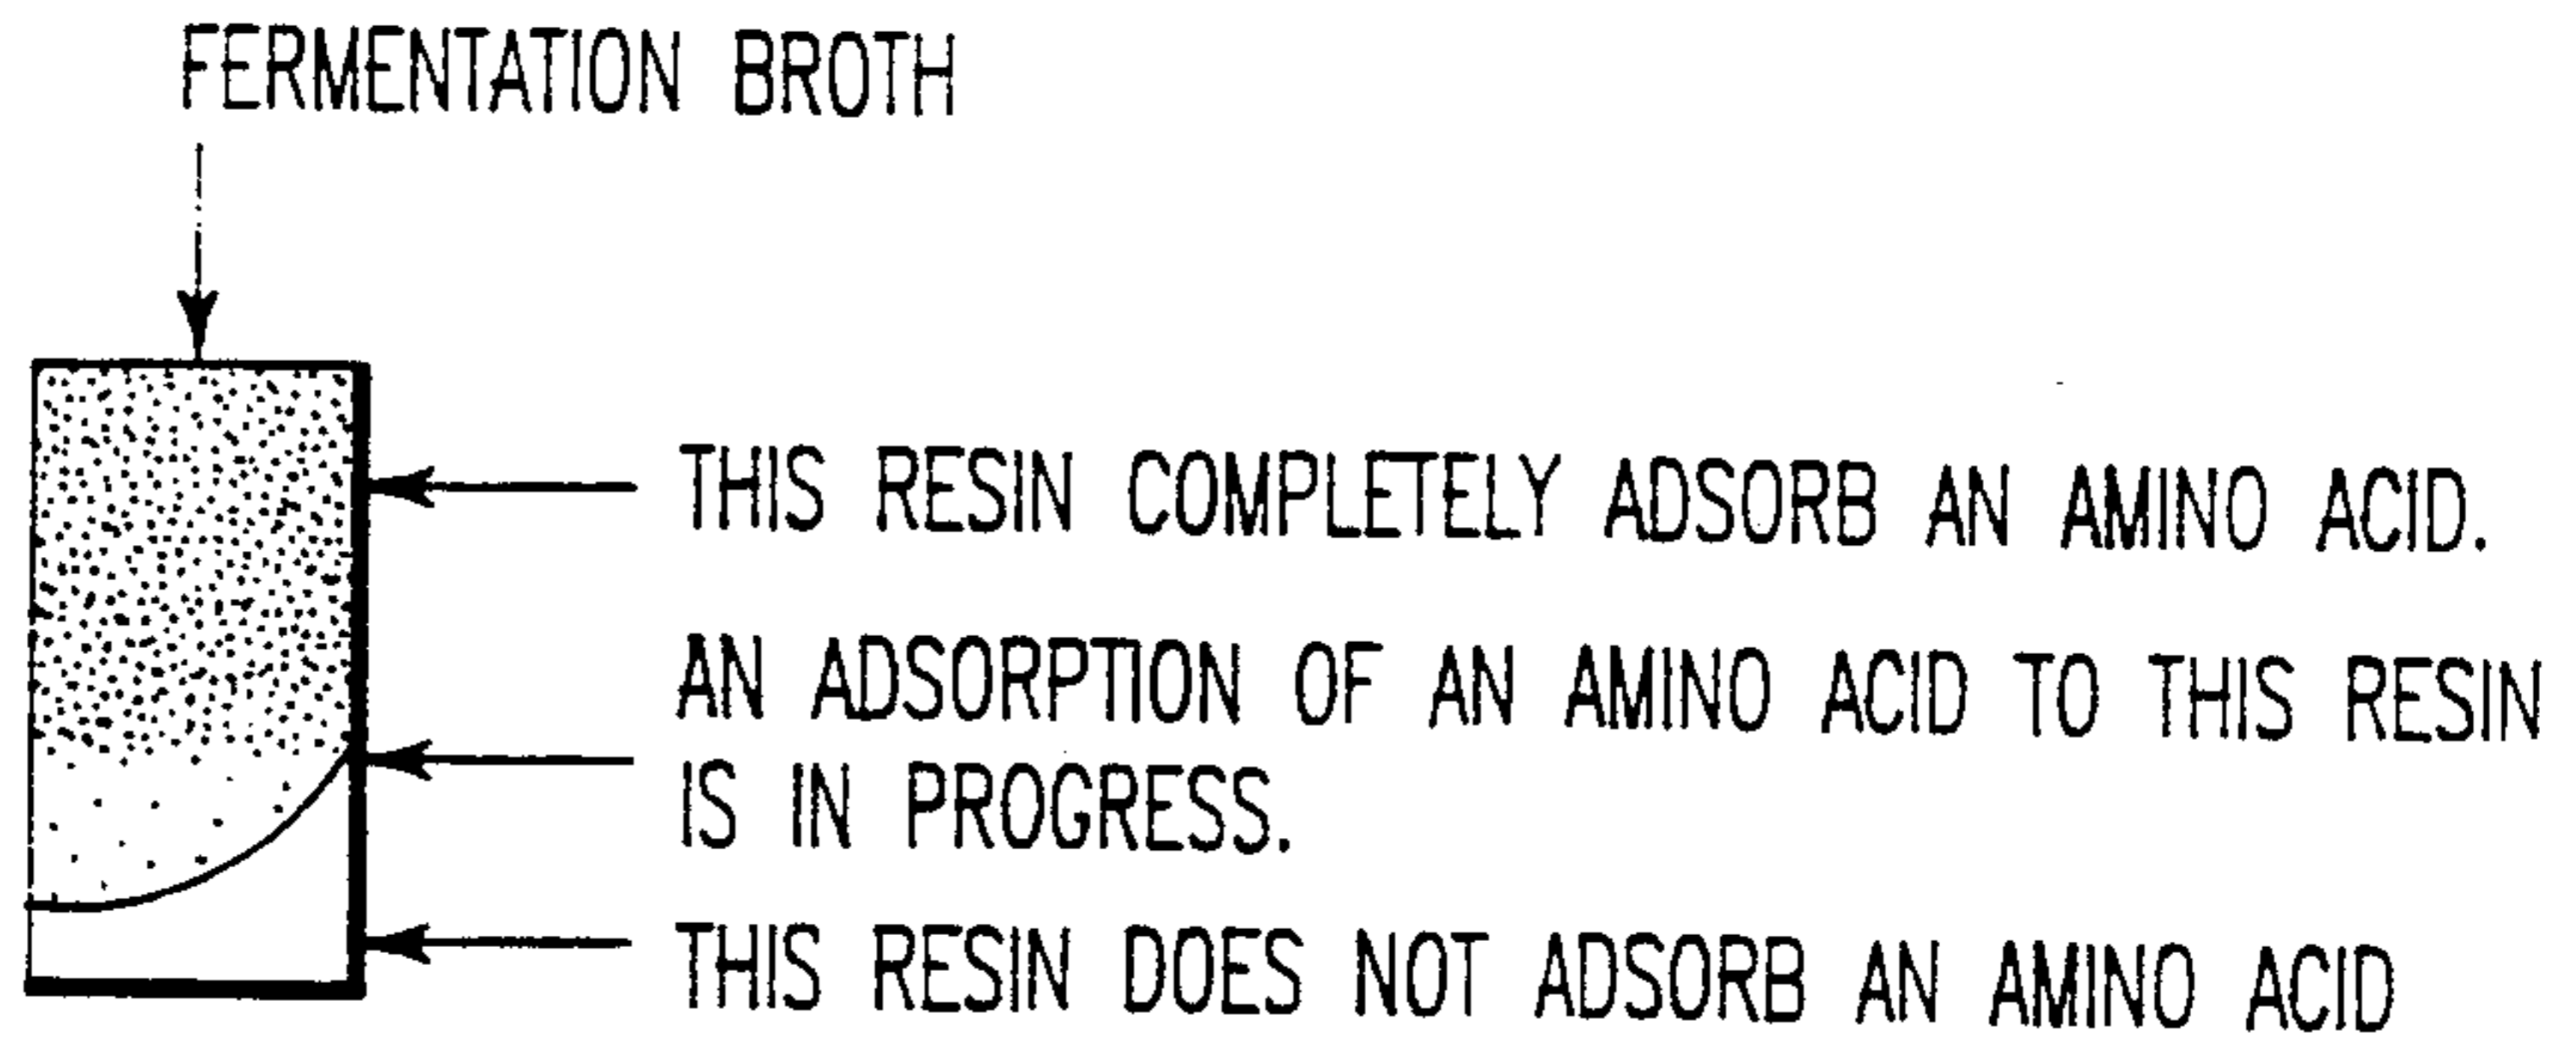 FERMENTATION BROTH
THIS RESIN COMPLETELY ADSORB AN AMINO ACID.
AN ADSORPTION OF AN AMINO ACID TO THIS RESIN
IS IN PROGRESS.
THIS RESIN DOES NOT ADSORB AN AMINO ACID